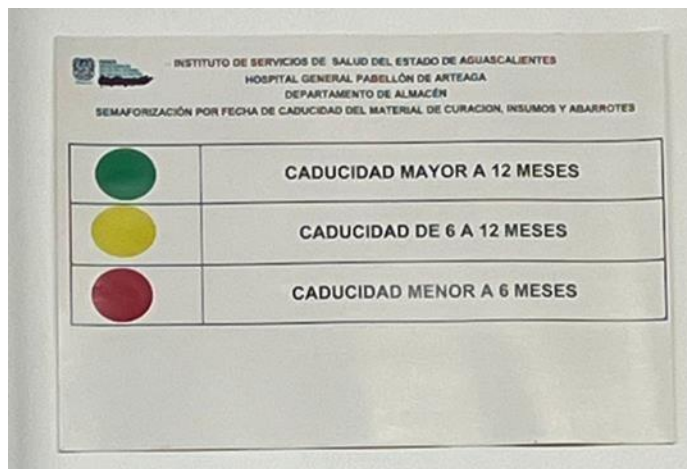 INSTITUTO DE SERVICIOS DE SALUD DEL ESTADO DE AGUASCALIENTES
HOSPITAL GENERAL PABELLÓN DE ARTEAGA
DEPARTAMENTO DE ALMACÉN
SEMAFORIZACIÓN POR FECHA DE CADUCIDAD DEL MATERIAL DE CURACION, INSUMOS Y ABARROTES
CADUCIDAD MAYOR A 12 MESES
CADUCIDAD DE 6 A 12 MESES
CADUCIDAD MENOR A 6 MESES